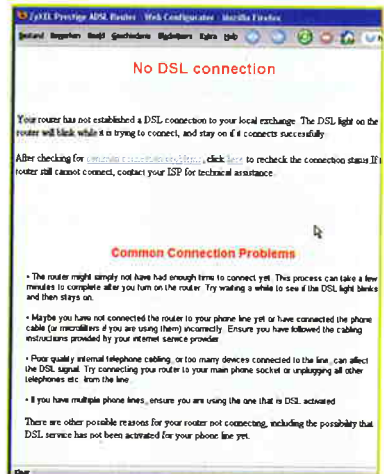 ZyXEL Prestige ADSL Router - Web Configurator - Mozilla Firefox
Bestand Bewerken Beeld Geschiedenis Bladwijzers Extra Help
No DSL connection
Your router has not established a DSL connection to your local exchange. The DSL light on the
router will blink while it is trying to connect, and stay on if it connects successfully
After checking for common connection problems, click here to recheck the connection status If
router still cannot connect, contact your ISP for technical assistance
Common Connection Problems
• The router might simply not have had enough time to connect yet. This process can take a few
minutes to complete after you turn on the router. Try waiting a while to see if the DSL light blinks
and then stays on.
• Maybe you have not connected the router to your phone line yet or have connected the phone
cable (or microfilters if you are using them) incorrectly. Ensure you have followed the cabling
instructions provided by your internet service provider
• Poor quality internal telephone cabling, or too many devices connected to the line, can affect
the DSL signal. Try connecting your router to your main phone socket or unplugging all other
telephones etc. from the line
• If you have multiple phone lines, ensure you are using the one that is DSL activated
There are other possible reasons for your router not connecting, including the possibility that
DSL service has not been activated for your phone line yet.